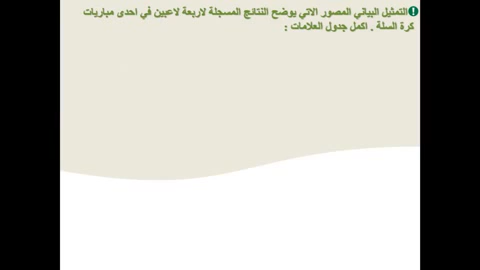 التمثيل البياني المصور الاتي يوضح النتائج المسجلة لاربعة لاعبين في احدى مباريات
كرة السلة . اكمل جدول العلامات :